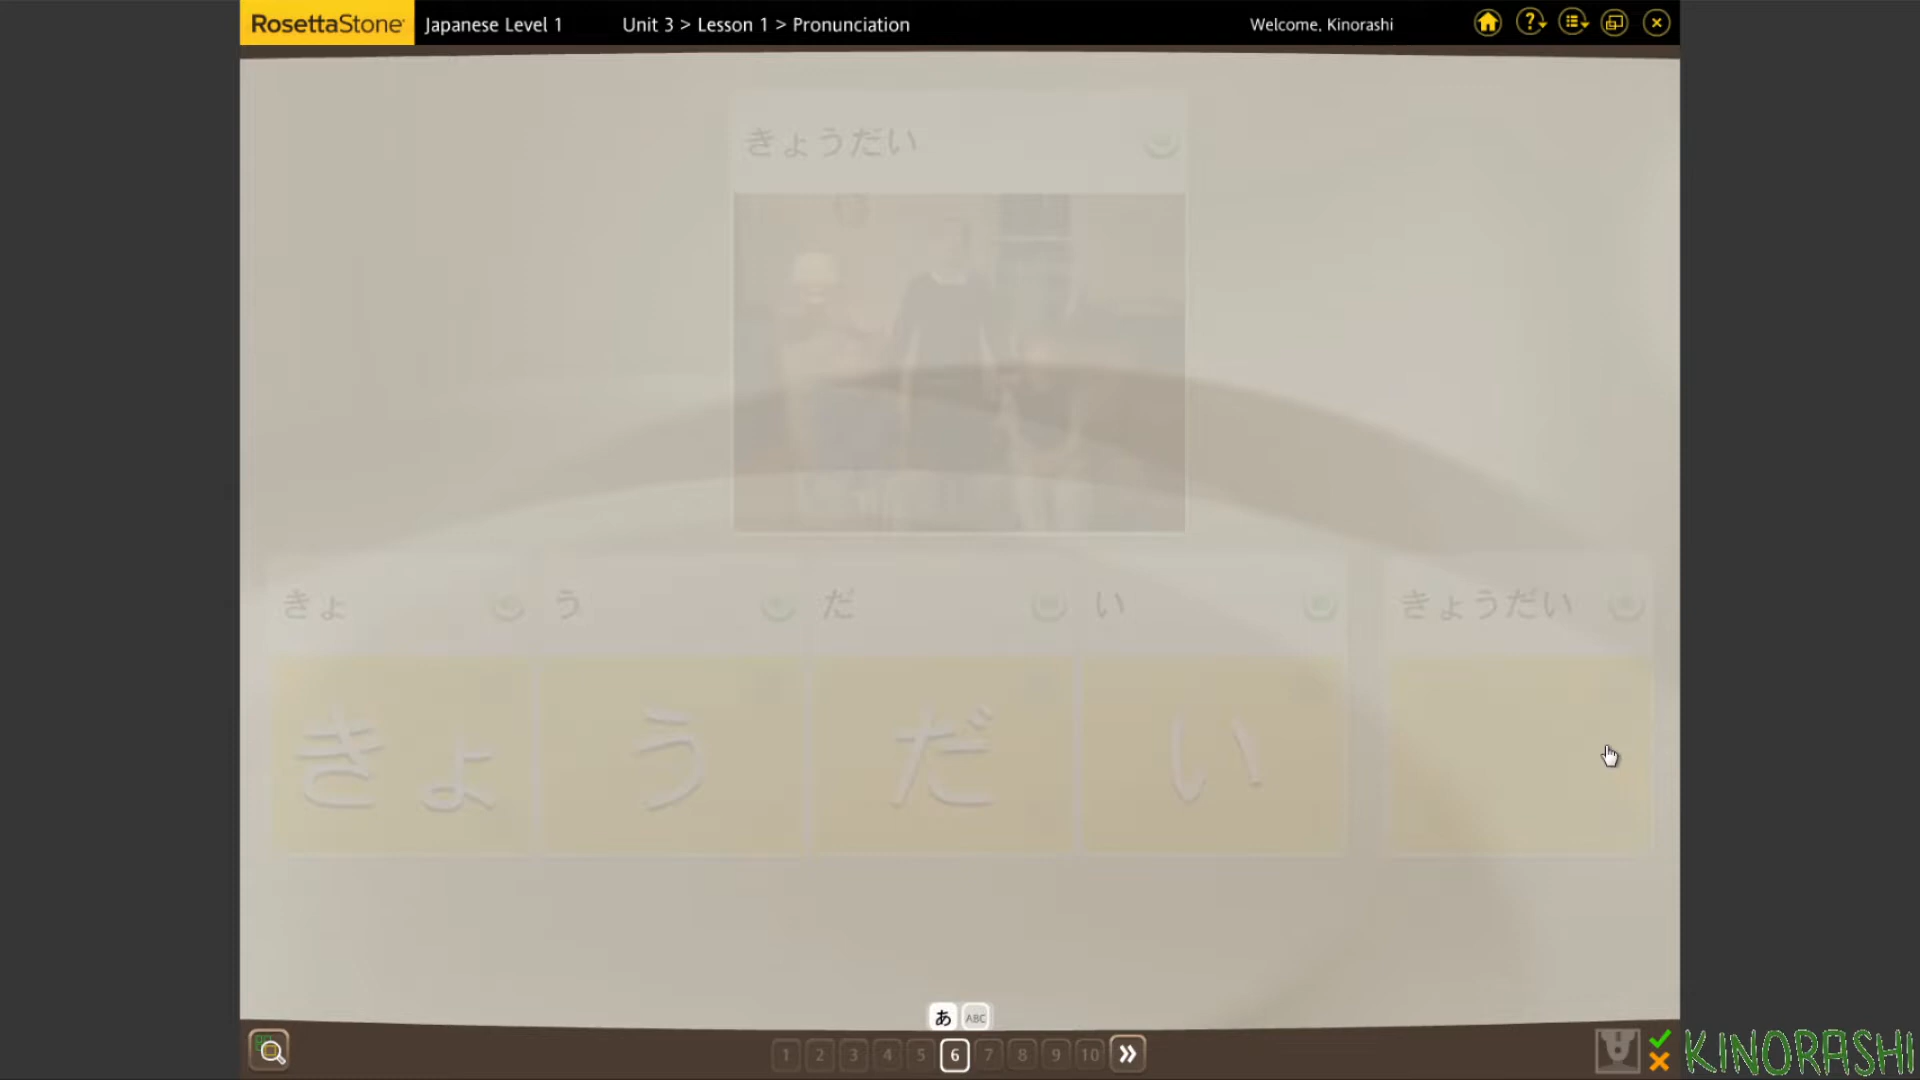 RosettaStone Japanese Level 1 Unit 3 > Lesson 1 > Pronunciation Welcome, Kinorashi
きょうだい
きょ う だ い きょうだい
きょ う だ い
あ ABC
1 2 3 4 5 6 7 8 9 10
KINORASHI